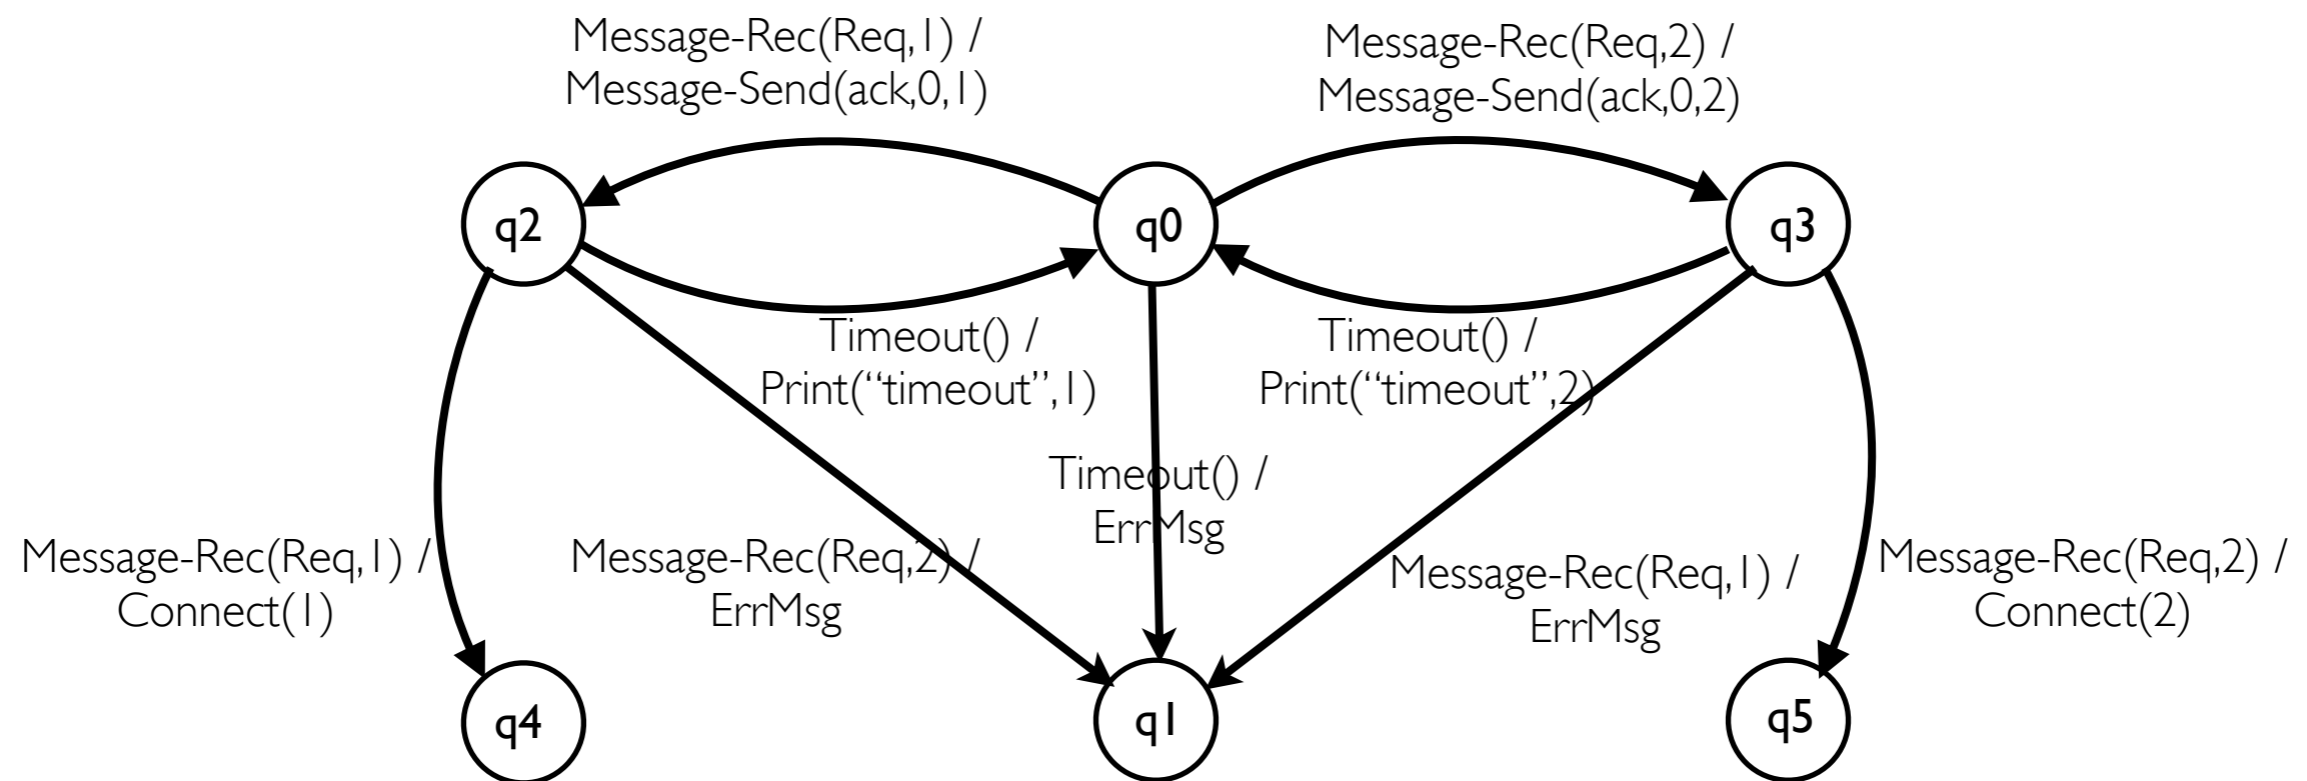 Message-Rec(Req,1) /
Message-Send(ack,0,1)
Message-Rec(Req,2) /
Message-Send(ack,0,2)
q2
q0
q3
Timeout() /
Print(“timeout”,1)
Timeout() /
Print(“timeout”,2)
Timeout() /
ErrMsg
Message-Rec(Req,1) /
Connect(1)
Message-Rec(Req,2) /
ErrMsg
Message-Rec(Req,1) /
ErrMsg
Message-Rec(Req,2) /
Connect(2)
q4
q1
q5